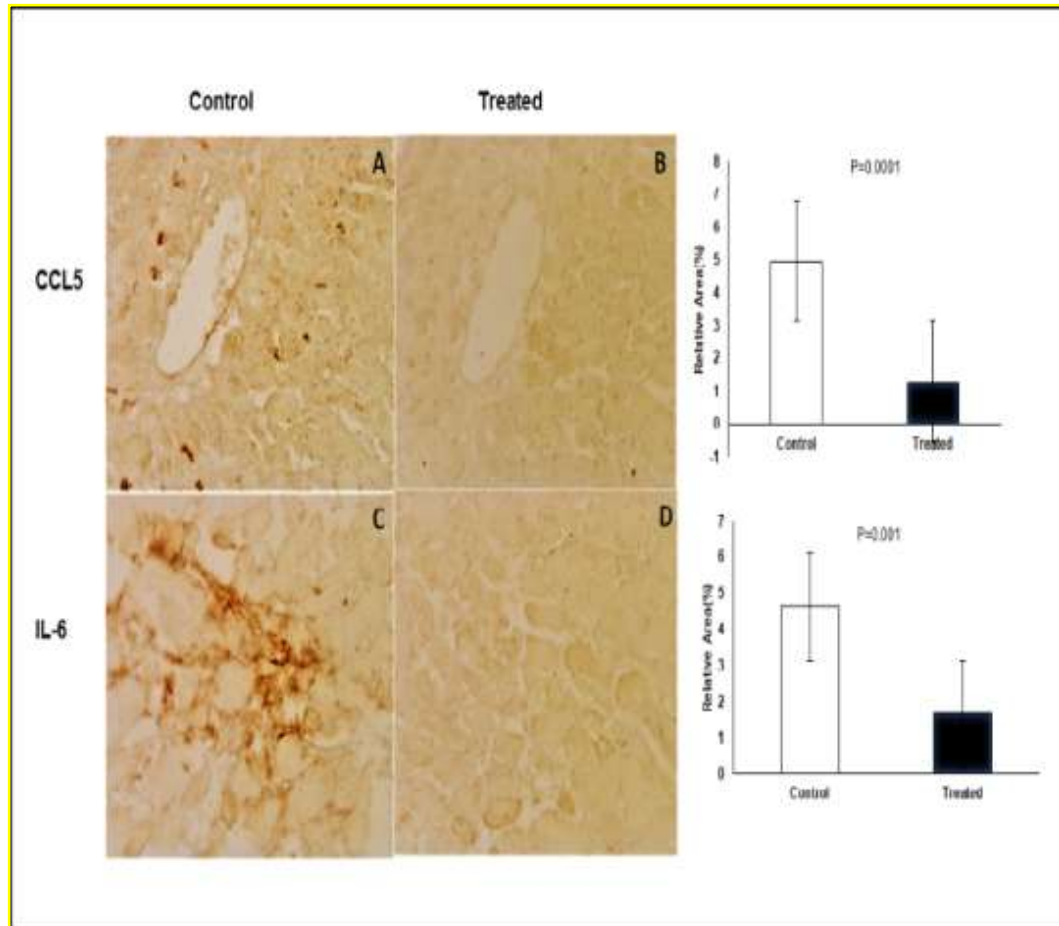 Control Treated
CCL5
A
B
8
7
6
5
4
3
2
1
0
-1
Relative Area(%)
P=0.0001
Control Treated
IL-6
C
D
7
6
5
4
3
2
1
0
Relative Area(%)
P=0.001
Control Treated